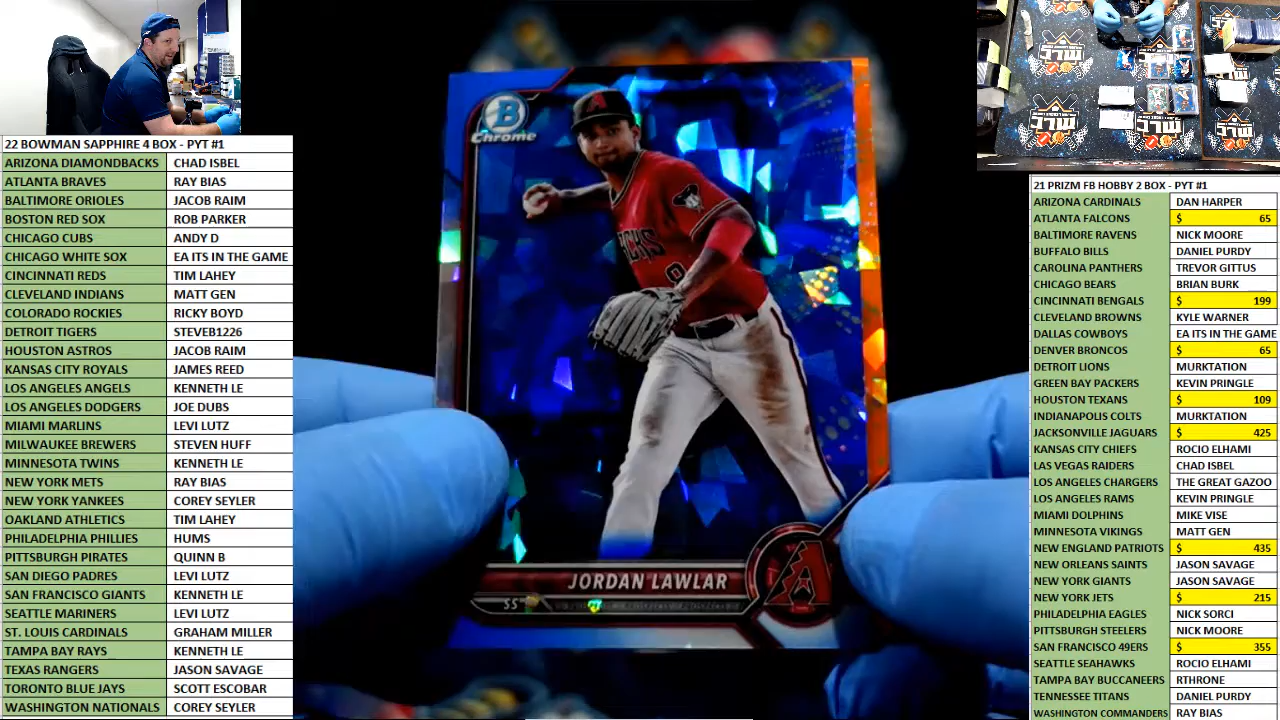 22 BOWMAN SAPPHIRE 4 BOX - PYT #1
ARIZONA DIAMONDBACKS CHAD ISBEL
ATLANTA BRAVES RAY BIAS
BALTIMORE ORIOLES JACOB RAIM
BOSTON RED SOX ROB PARKER
CHICAGO CUBS ANDY D
CHICAGO WHITE SOX EA ITS IN THE GAME
CINCINNATI REDS TIM LAHEY
CLEVELAND INDIANS MATT GEN
COLORADO ROCKIES RICKY BOYD
DETROIT TIGERS STEVEB1226
HOUSTON ASTROS JACOB RAIM
KANSAS CITY ROYALS JAMES REED
LOS ANGELES ANGELS KENNETH LE
LOS ANGELES DODGERS JOE DUBS
MIAMI MARLINS LEVI LUTZ
MILWAUKEE BREWERS STEVEN HUFF
MINNESOTA TWINS KENNETH LE
NEW YORK METS RAY BIAS
NEW YORK YANKEES COREY SEYLER
OAKLAND ATHLETICS TIM LAHEY
PHILADELPHIA PHILLIES HUMS
PITTSBURGH PIRATES QUINN B
SAN DIEGO PADRES LEVI LUTZ
SAN FRANCISCO GIANTS KENNETH LE
SEATTLE MARINERS LEVI LUTZ
ST. LOUIS CARDINALS GRAHAM MILLER
TAMPA BAY RAYS KENNETH LE
TEXAS RANGERS JASON SAVAGE
TORONTO BLUE JAYS SCOTT ESCOBAR
WASHINGTON NATIONALS COREY SEYLER
B
Chrome
A
JORDAN LAWLAR
SS
A
21 PRIZM FB HOBBY 2 BOX - PYT #1
ARIZONA CARDINALS DAN HARPER
ATLANTA FALCONS $ 65
BALTIMORE RAVENS NICK MOORE
BUFFALO BILLS DANIEL PURDY
CAROLINA PANTHERS TREVOR GITTUS
CHICAGO BEARS BRIAN BURK
CINCINNATI BENGALS $ 199
CLEVELAND BROWNS KYLE WARNER
DALLAS COWBOYS EA ITS IN THE GAME
DENVER BRONCOS $ 65
DETROIT LIONS MURKTATION
GREEN BAY PACKERS KEVIN PRINGLE
HOUSTON TEXANS $ 109
INDIANAPOLIS COLTS MURKTATION
JACKSONVILLE JAGUARS $ 425
KANSAS CITY CHIEFS ROCIO ELHAMI
LAS VEGAS RAIDERS CHAD ISBEL
LOS ANGELES CHARGERS THE GREAT GAZOO
LOS ANGELES RAMS KEVIN PRINGLE
MIAMI DOLPHINS MIKE VISE
MINNESOTA VIKINGS MATT GEN
NEW ENGLAND PATRIOTS $ 435
NEW ORLEANS SAINTS JASON SAVAGE
NEW YORK GIANTS JASON SAVAGE
NEW YORK JETS $ 215
PHILADELPHIA EAGLES NICK SORCI
PITTSBURGH STEELERS NICK MOORE
SAN FRANCISCO 49ERS $ 355
SEATTLE SEAHAWKS ROCIO ELHAMI
TAMPA BAY BUCCANEERS RTHRONE
TENNESSEE TITANS DANIEL PURDY
WASHINGTON COMMANDERS RAY BIAS